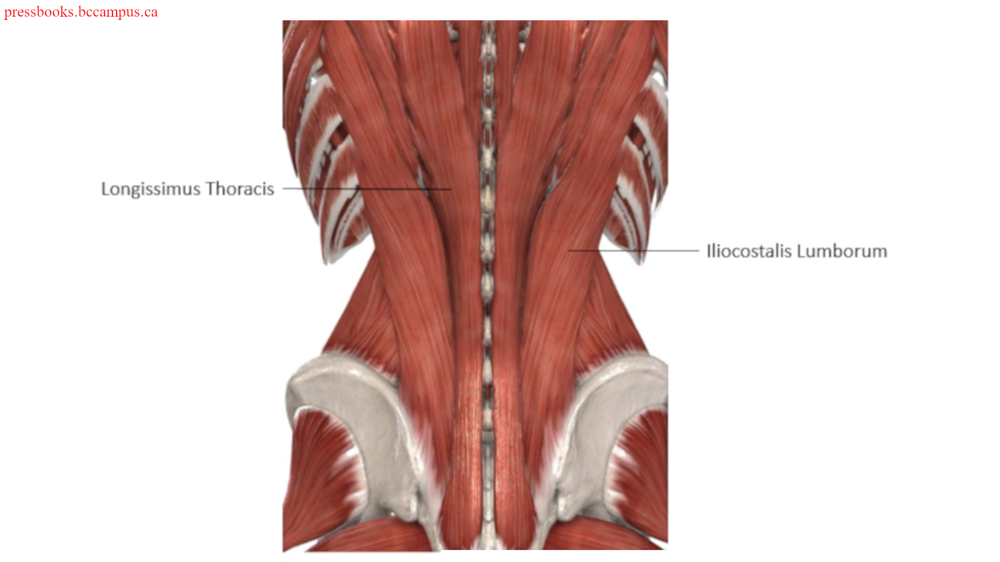 pressbooks.bccampus.ca
Longissimus Thoracis
Iliocostalis Lumborum